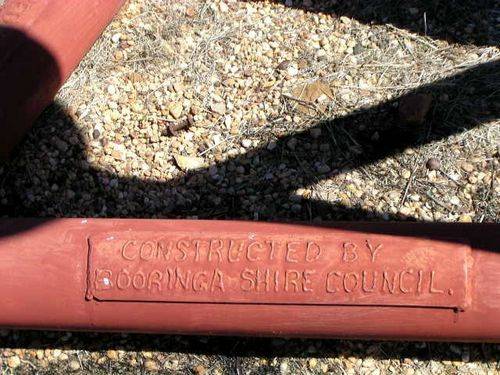 CONSTRUCTED BY
BOORINGA SHIRE COUNCIL.